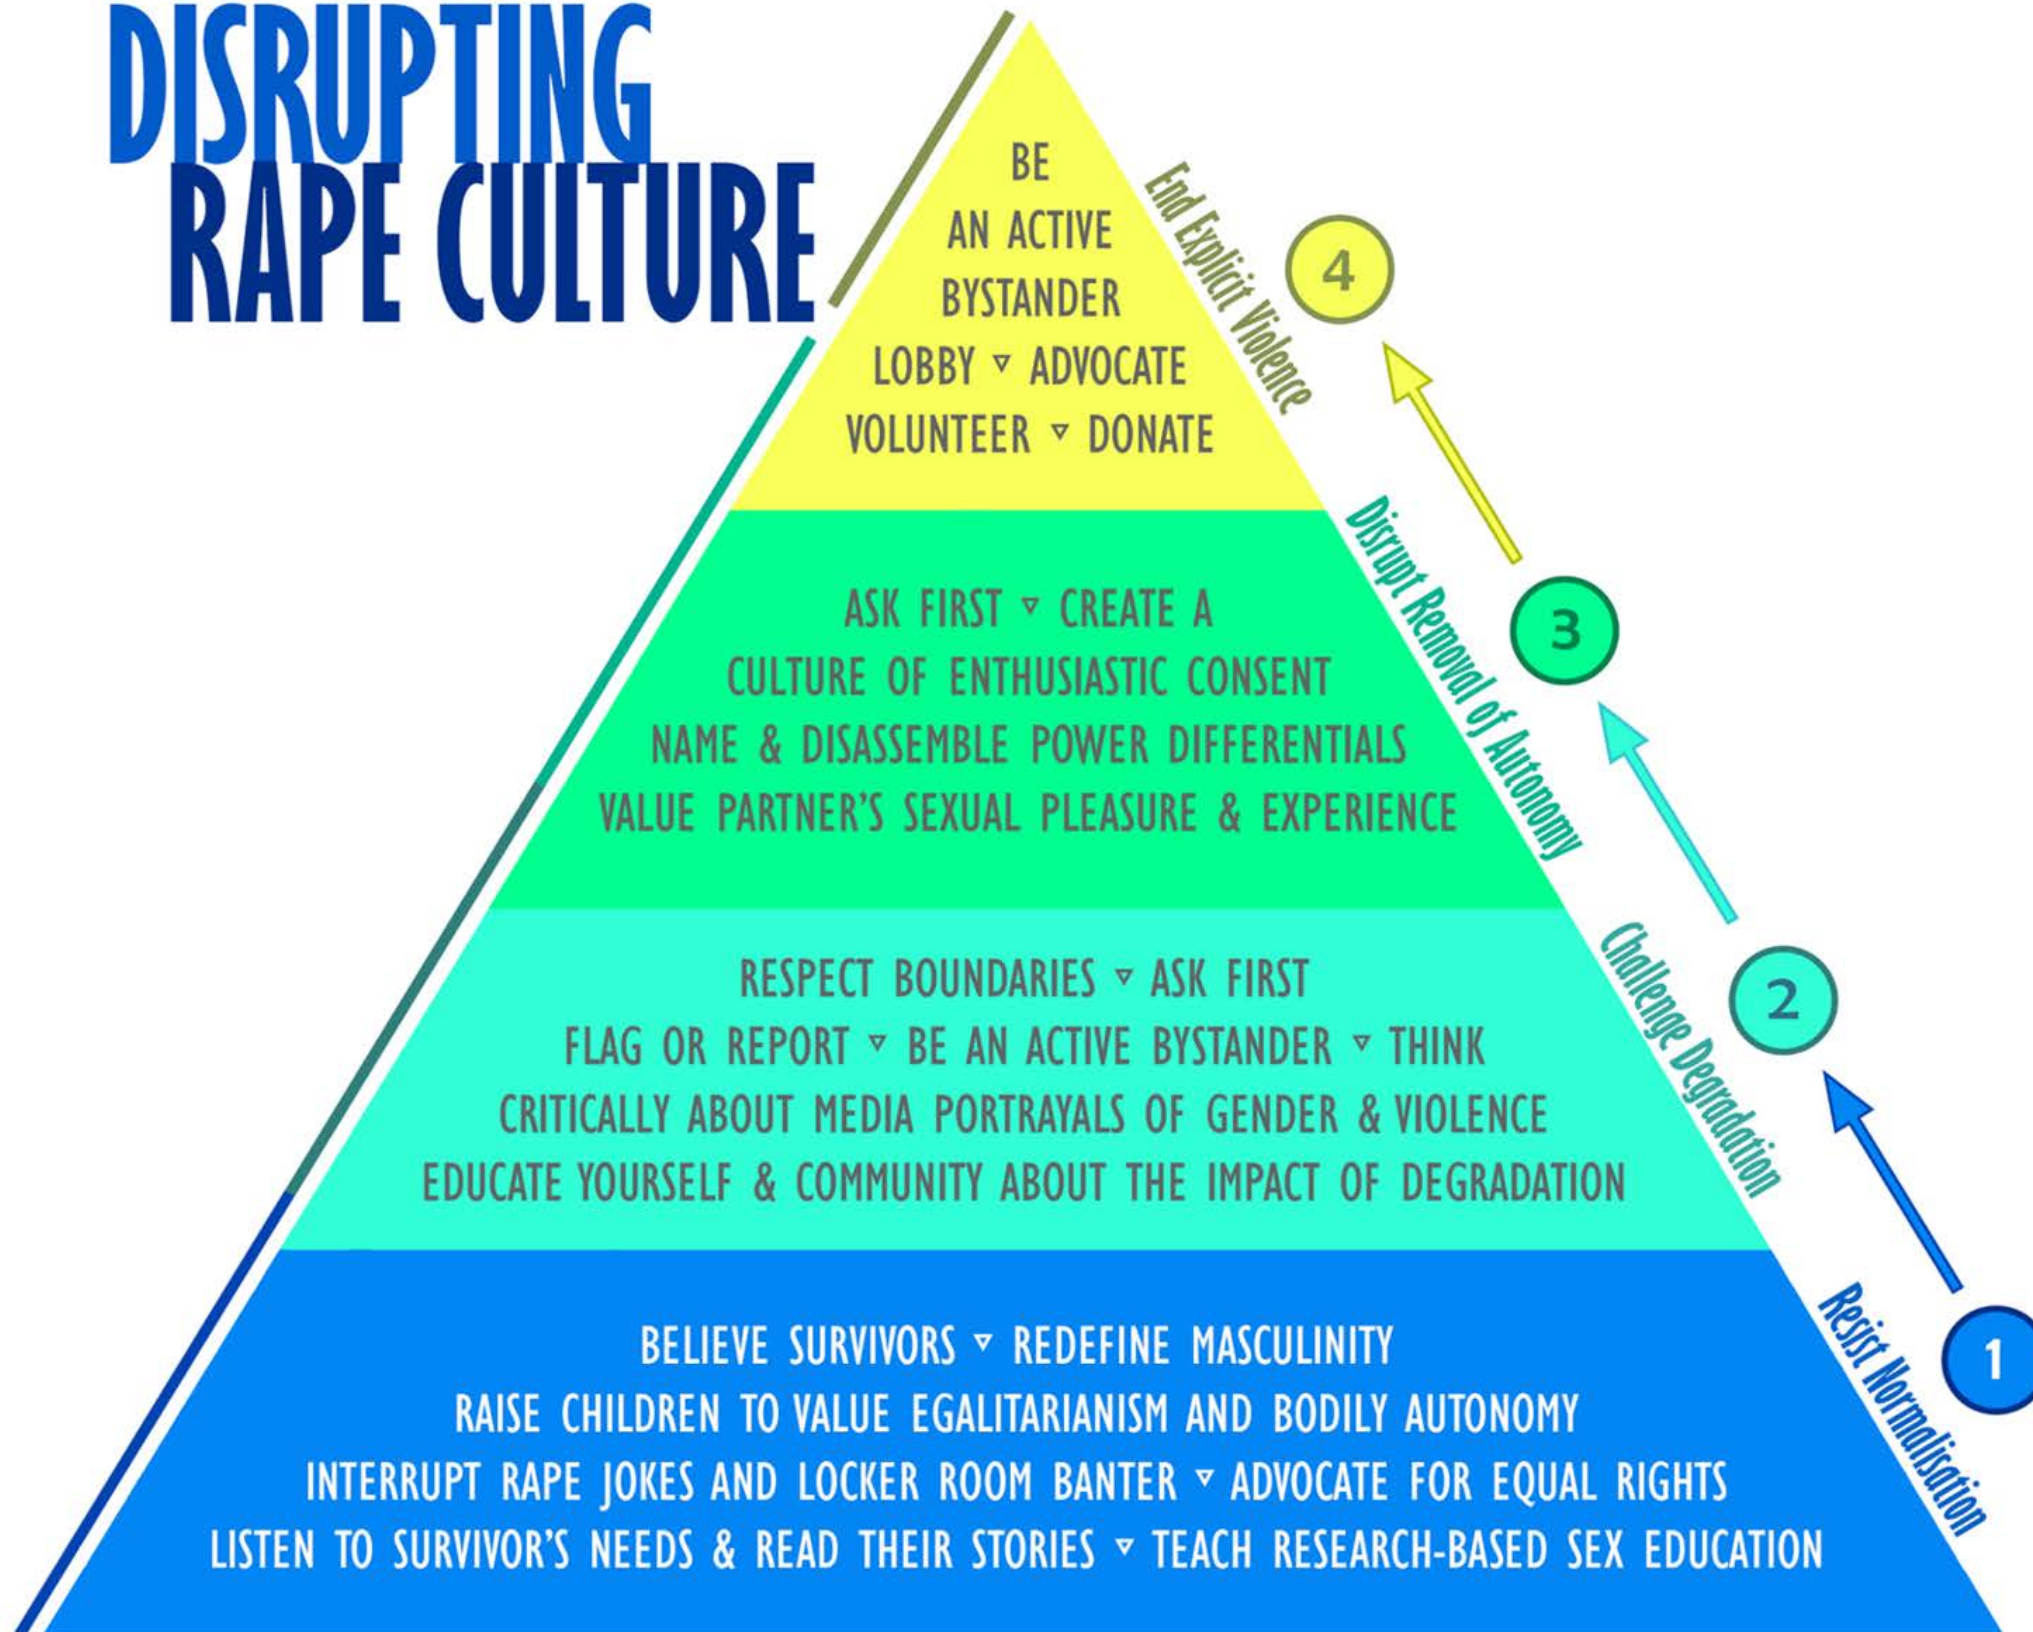 DISRUPTING
RAPE CULTURE
BE
AN ACTIVE
BYSTANDER
LOBBY ▿ ADVOCATE
VOLUNTEER ▿ DONATE
End Explicit Violence
4
ASK FIRST ▿ CREATE A
CULTURE OF ENTHUSIASTIC CONSENT
NAME & DISASSEMBLE POWER DIFFERENTIALS
VALUE PARTNER'S SEXUAL PLEASURE & EXPERIENCE
Disrupt Removal of Autonomy
3
RESPECT BOUNDARIES ▿ ASK FIRST
FLAG OR REPORT ▿ BE AN ACTIVE BYSTANDER ▿ THINK
CRITICALLY ABOUT MEDIA PORTRAYALS OF GENDER & VIOLENCE
EDUCATE YOURSELF & COMMUNITY ABOUT THE IMPACT OF DEGRADATION
Challenge Degradation
2
BELIEVE SURVIVORS ▿ REDEFINE MASCULINITY
RAISE CHILDREN TO VALUE EGALITARIANISM AND BODILY AUTONOMY
INTERRUPT RAPE JOKES AND LOCKER ROOM BANTER ▿ ADVOCATE FOR EQUAL RIGHTS
LISTEN TO SURVIVOR'S NEEDS & READ THEIR STORIES ▿ TEACH RESEARCH-BASED SEX EDUCATION
Resist Normalisation
1